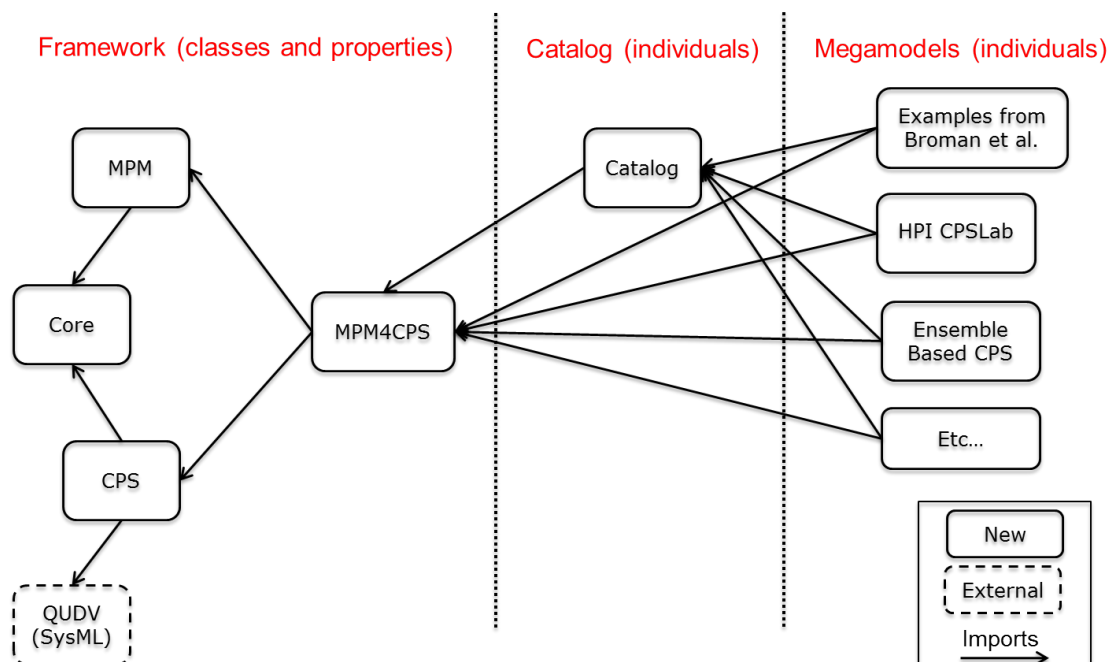 Framework (classes and properties)
Catalog (individuals)
Megamodels (individuals)
MPM
Core
CPS
QUDV
(SysML)
MPM4CPS
Catalog
Examples from
Broman et al.
HPI CPSLab
Ensemble
Based CPS
Etc...
New
External
Imports